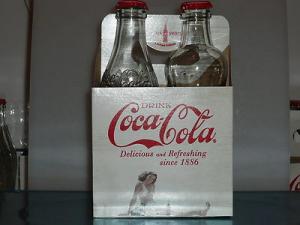 DRINK
Coca-Cola
Delicious and Refreshing
since 1886